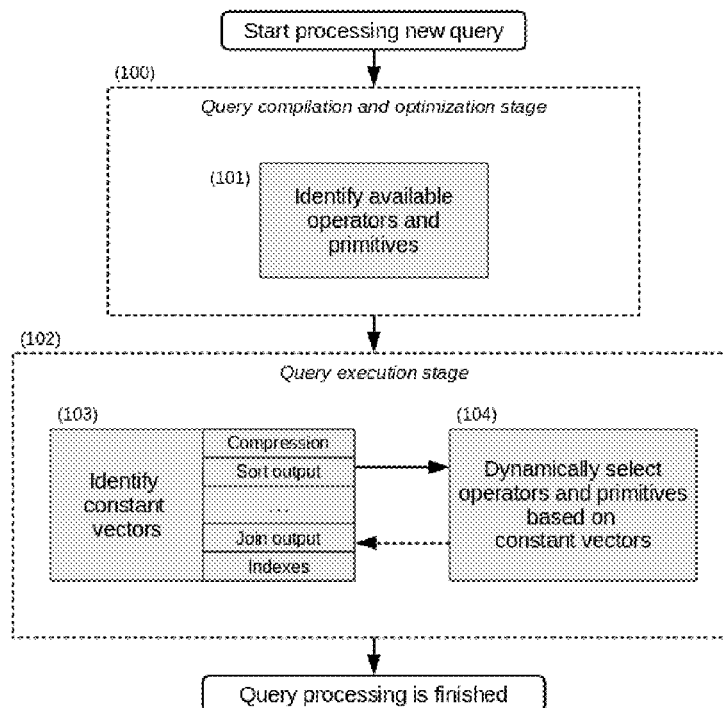 Start processing new query
(100)
Query compilation and optimization stage
(101)
Identify available
operators and
primitives
(102)
Query execution stage
(103)
Identify
constant
vectors
Compression
Sort output
...
Join output
Indexes
(104)
Dynamically select
operators and primitives
based on
constant vectors
Query processing is finished